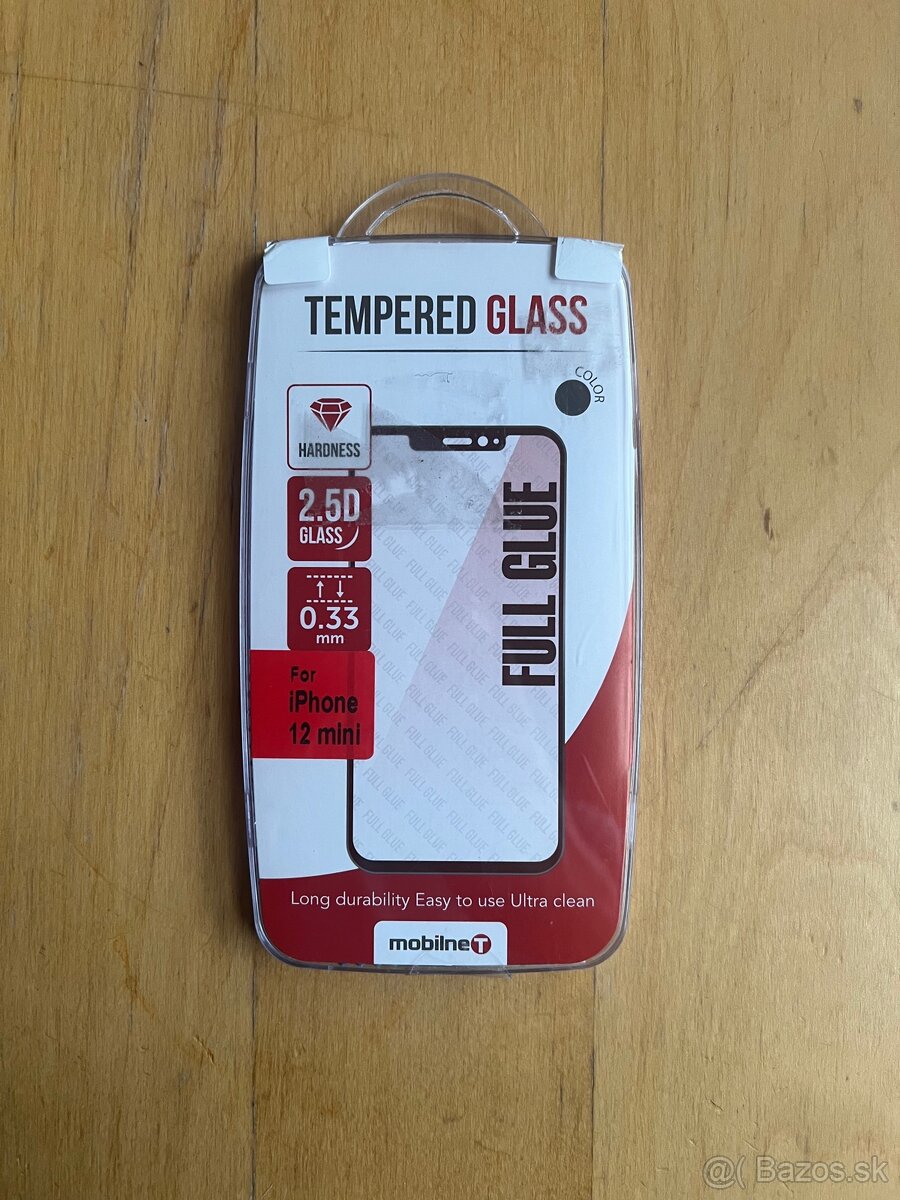 TEMPERED GLASS
COLOR
HARDNESS
2.5D
GLASS
0.33
mm
For
iPhone
12 mini
FULL GLUE
Long durability Easy to use Ultra clean
mobilneT
@( Bazos.sk